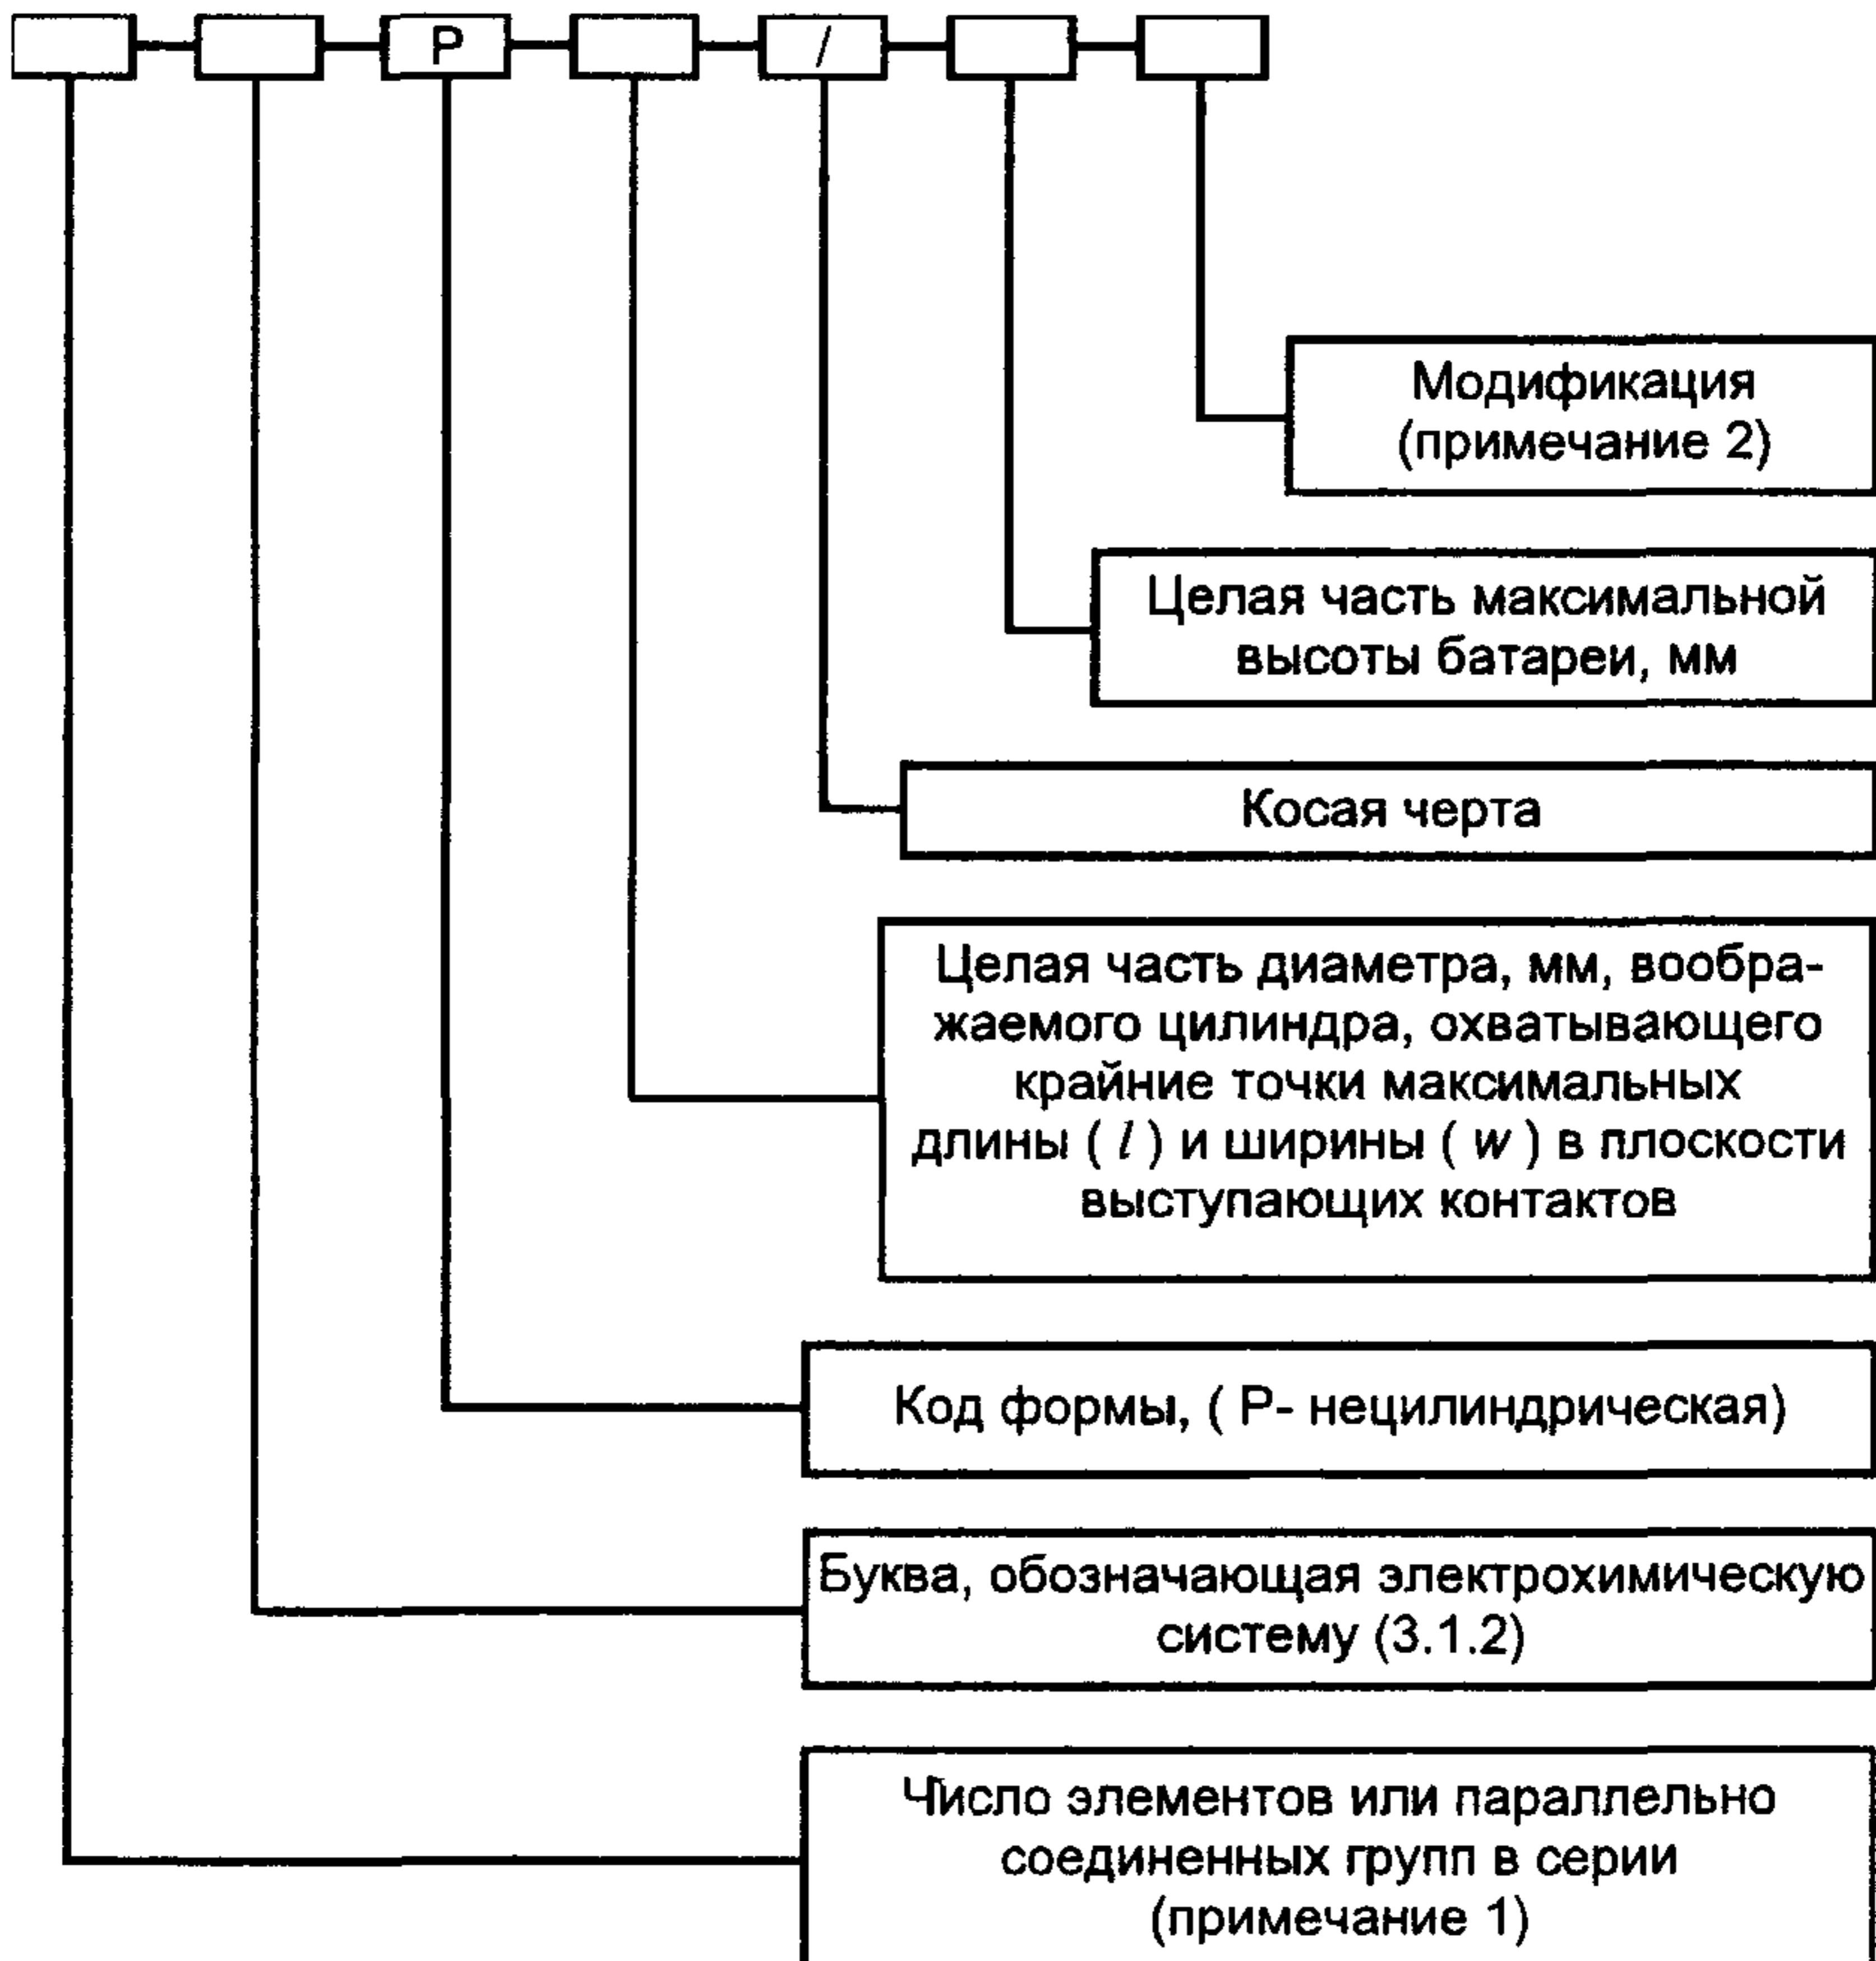 P /
Модификация
(примечание 2)
Целая часть максимальной
высоты батареи, мм
Косая черта
Целая часть диаметра, мм, вообра-
жаемого цилиндра, охватывающего
крайние точки максимальных
длины ( l ) и ширины ( w ) в плоскости
выступающих контактов
Код формы, ( P- нецилиндрическая)
Буква, обозначающая электрохимическую
систему (3.1.2)
Число элементов или параллельно
соединенных групп в серии
(примечание 1)